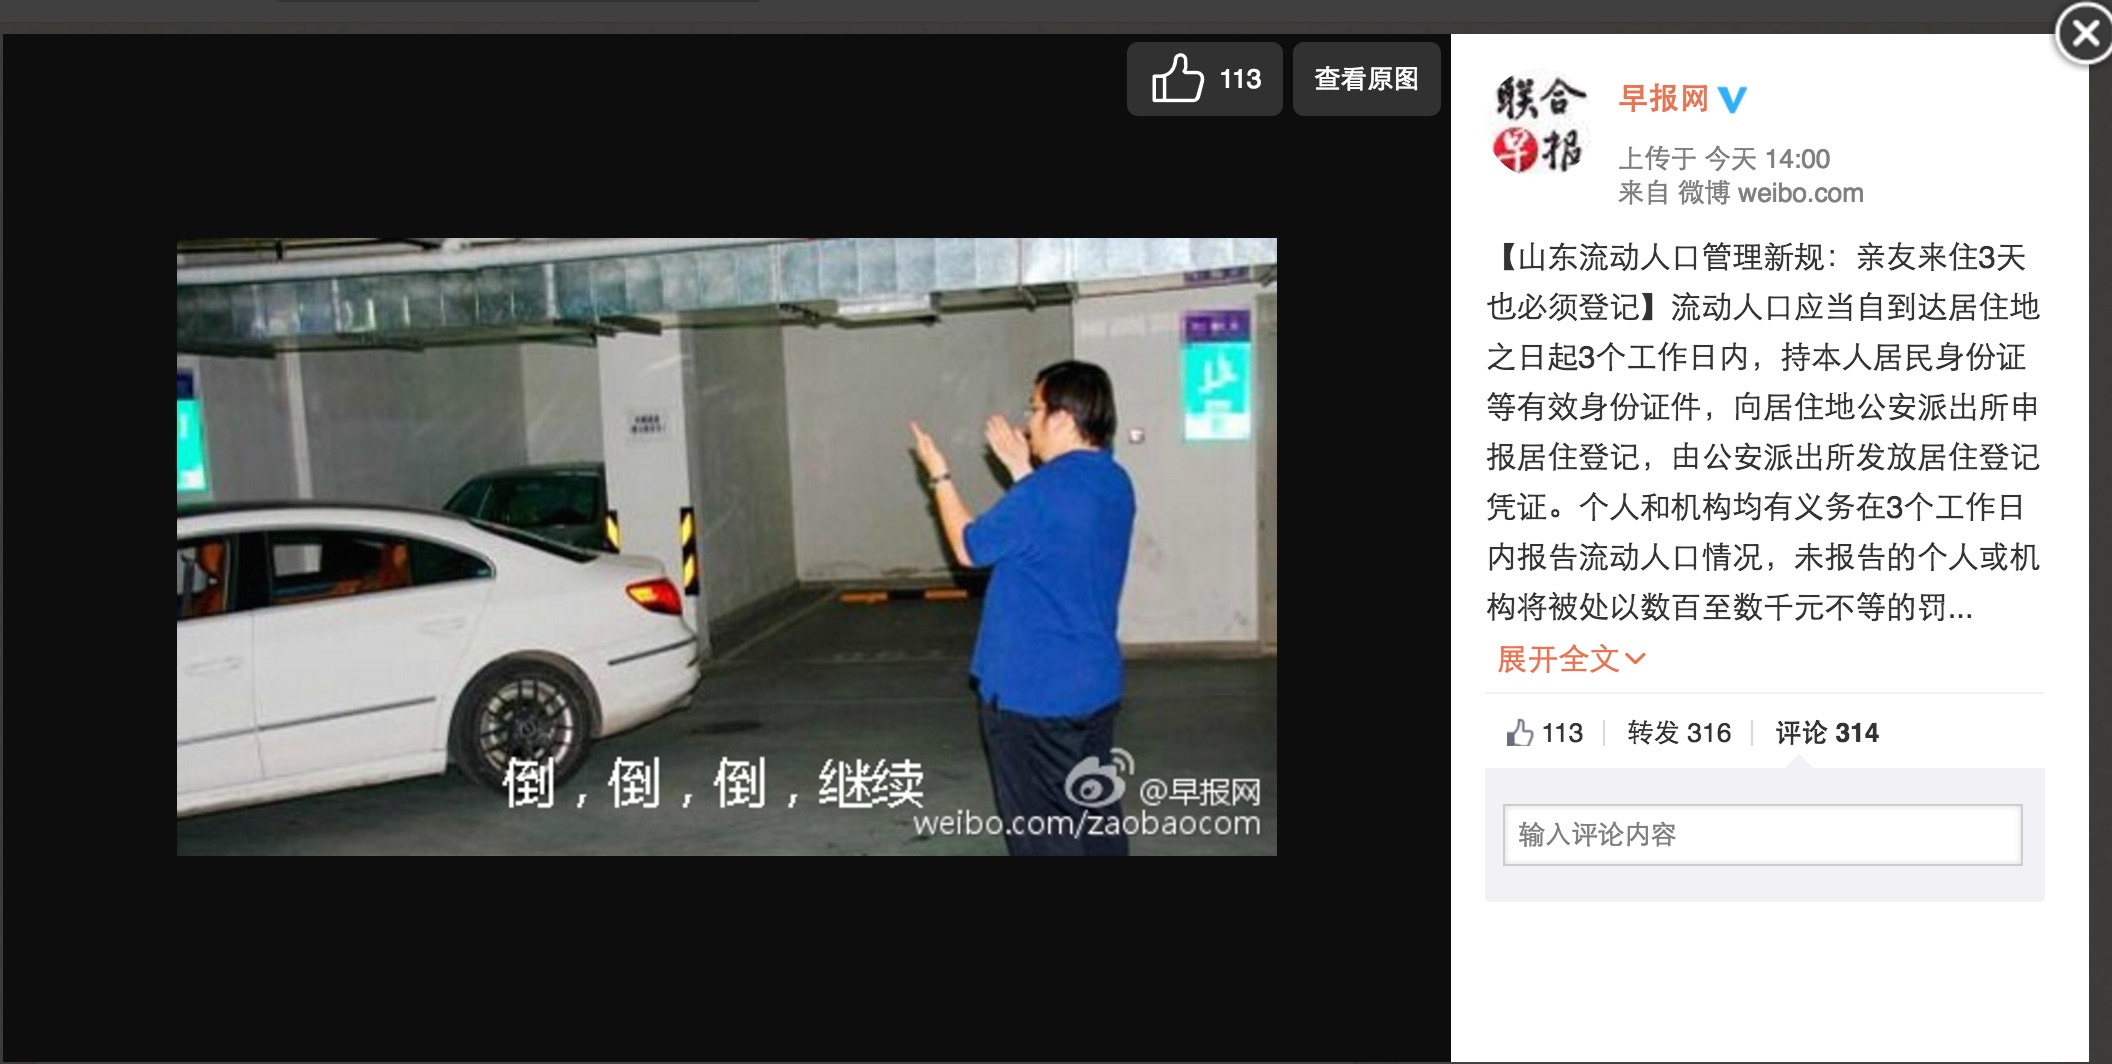 113
查看原图
倒，倒，倒，继续
@早报网
weibo.com/zaobaocom
联合
早报
早报网
上传于 今天 14:00
来自 微博 weibo.com
【山东流动人口管理新规：亲友来住3天
也必须登记】流动人口应当自到达居住地
之日起3个工作日内，持本人居民身份证
等有效身份证件，向居住地公安派出所申
报居住登记，由公安派出所发放居住登记
凭证。个人和机构均有义务在3个工作日
内报告流动人口情况，未报告的个人或机
构将被处以数百至数千元不等的罚...
展开全文
113 转发 316 评论 314
输入评论内容